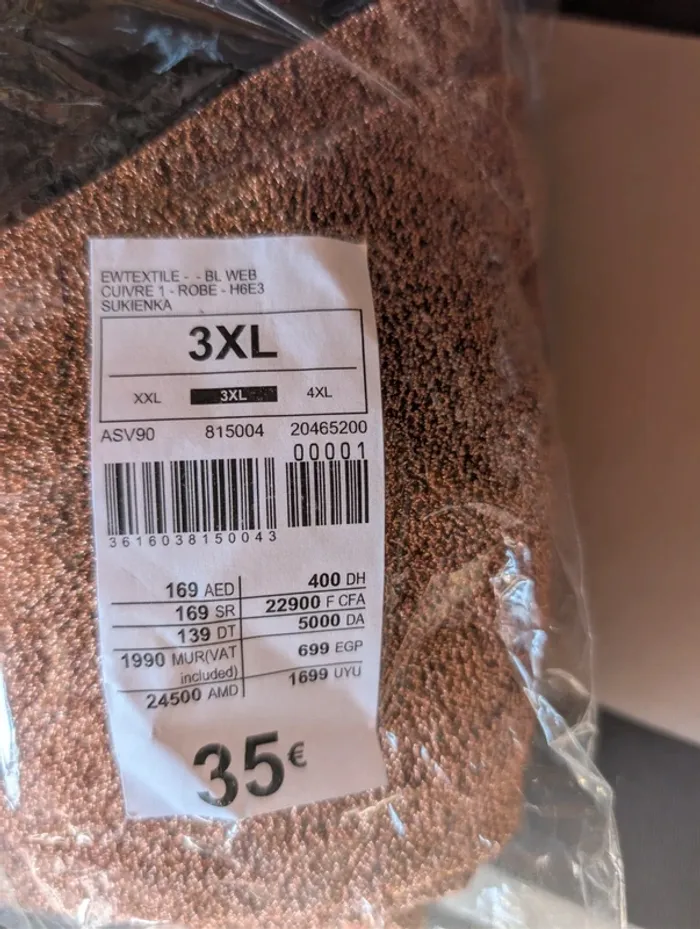 EWTEXTILE - - BL WEB
CUIVRE 1 - ROBE - H6E3
SUKIENKA
3XL
XXL 3XL 4XL
ASV90 815004 20465200
00001
3616038150043
169 AED 400 DH
169 SR 22900 F CFA
139 DT 5000 DA
1990 MUR(VAT included) 699 EGP
24500 AMD 1699 UYU
35€